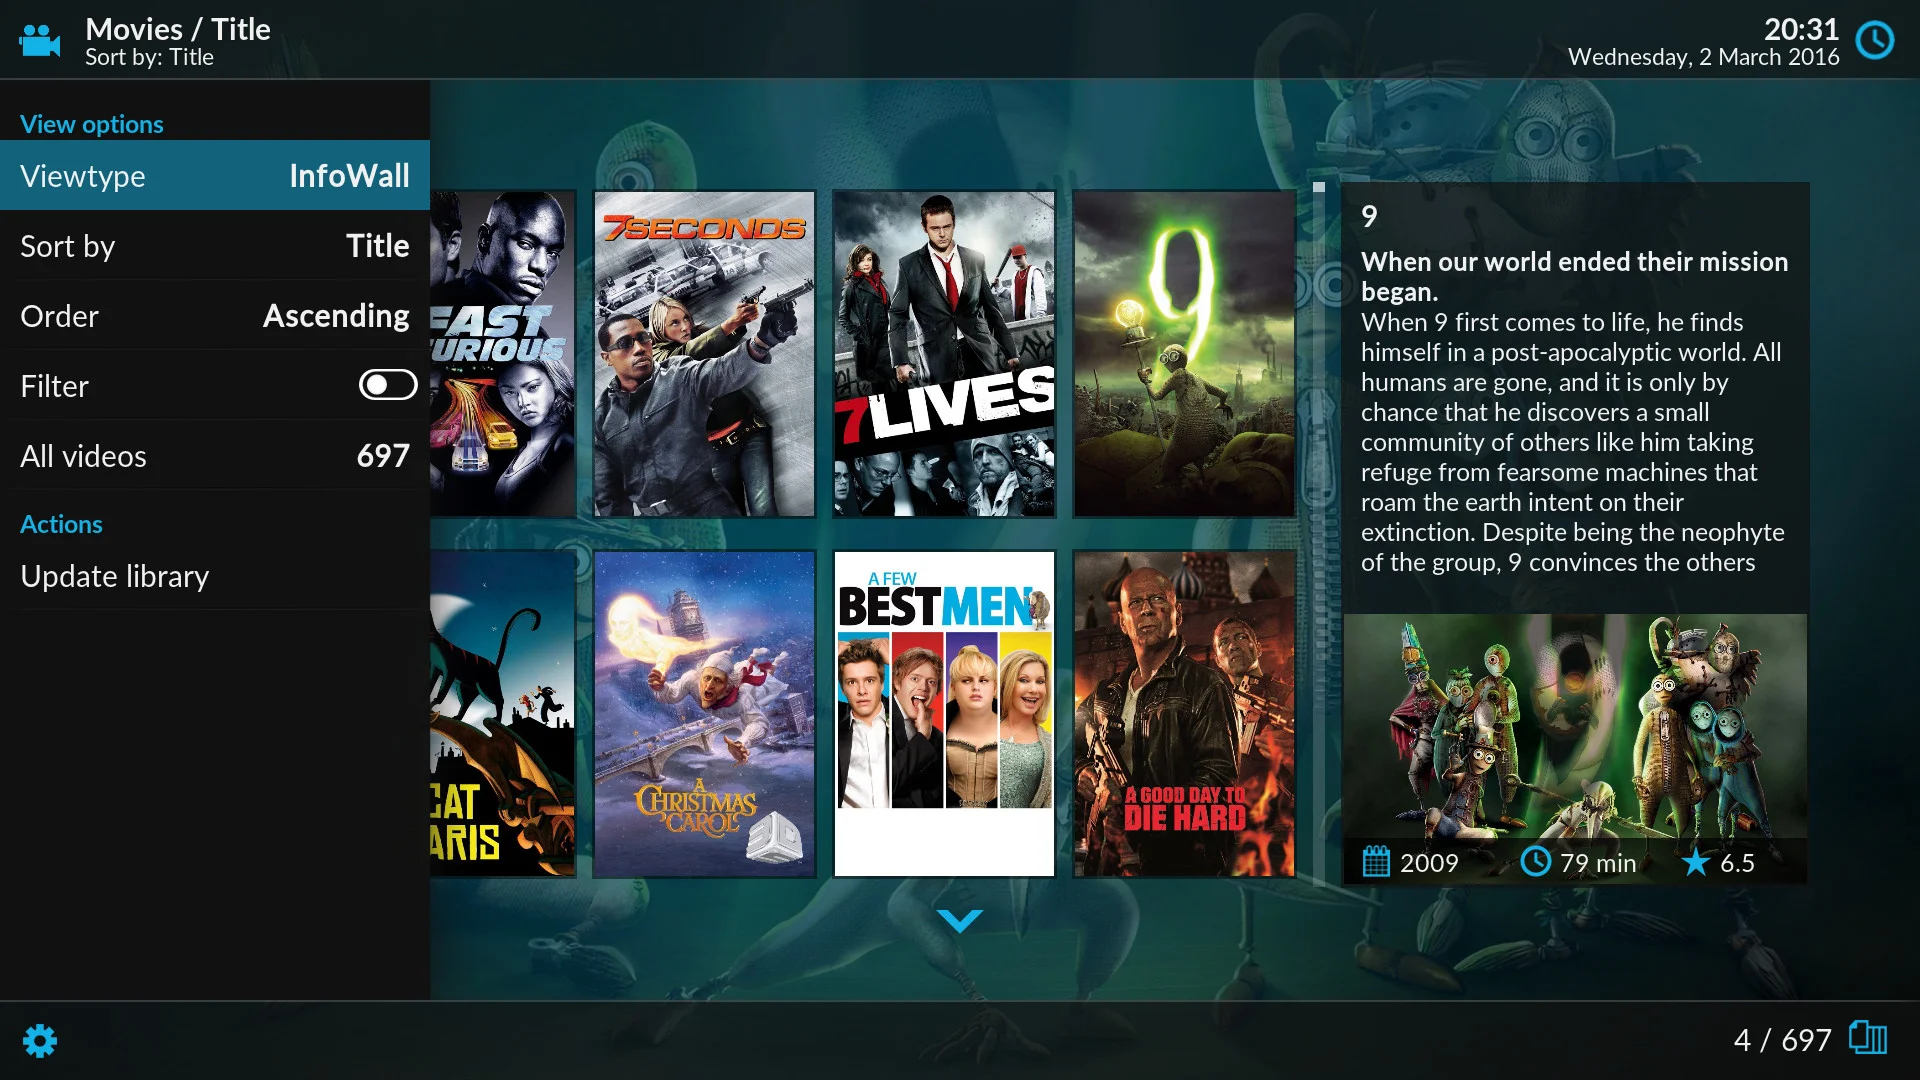 Movies / Title
Sort by: Title
20:31
Wednesday, 2 March 2016
View options
Viewtype InfoWall
Sort by Title
Order Ascending
Filter
All videos 697
Actions
Update library
FAST
FURIOUS
7SECONDS
7LIVES
9
CAT
PARIS
A
CHRISTMAS
CAROL
3D
A FEW
BESTMEN
A GOOD DAY TO
DIE HARD
9
When our world ended their mission
began.
When 9 first comes to life, he finds
himself in a post-apocalyptic world. All
humans are gone, and it is only by
chance that he discovers a small
community of others like him taking
refuge from fearsome machines that
roam the earth intent on their
extinction. Despite being the neophyte
of the group, 9 convinces the others
2009 79 min 6.5
4 / 697